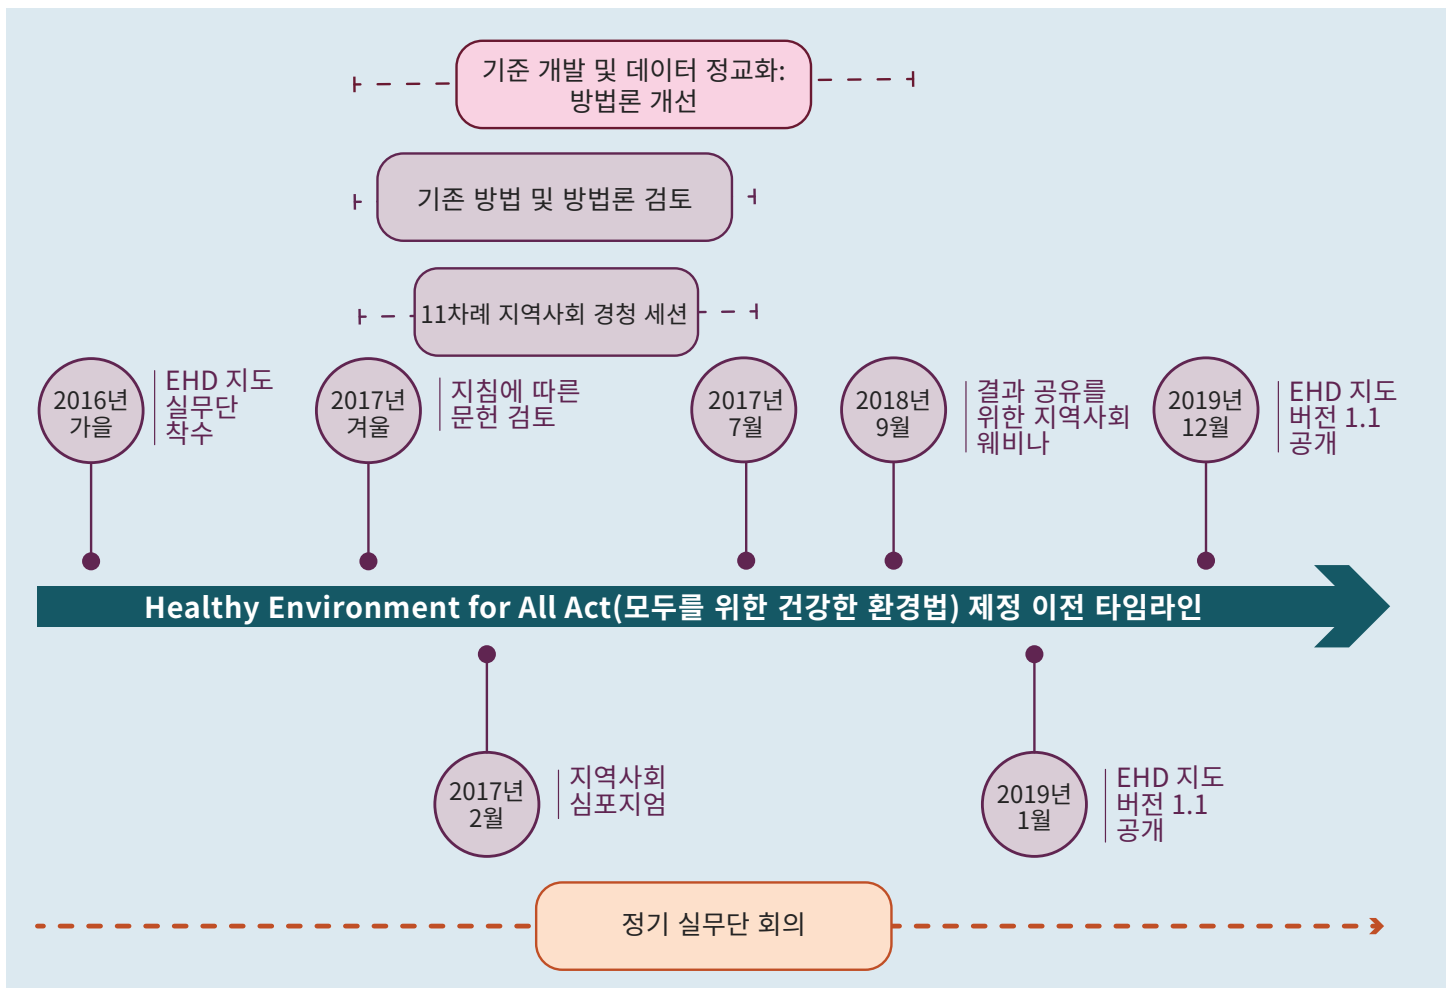 기준 개발 및 데이터 정교화:
방법론 개선
기존 방법 및 방법론 검토
11차례 지역사회 경청 세션
2016년
가을
EHD 지도
실무단
착수
2017년
겨울
지침에 따른
문헌 검토
2017년
7월
2018년
9월
결과 공유를
위한 지역사회
웨비나
2019년
12월
EHD 지도
버전 1.1
공개
Healthy Environment for All Act(모두를 위한 건강한 환경법) 제정 이전 타임라인
2017년
2월
지역사회
심포지엄
2019년
1월
EHD 지도
버전 1.1
공개
정기 실무단 회의